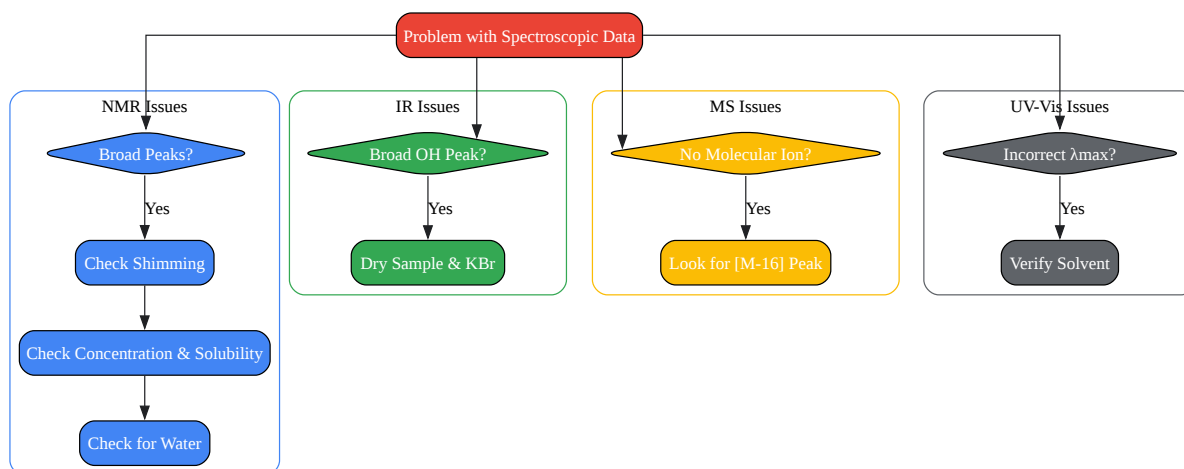 Problem with Spectroscopic Data
NMR Issues
Broad Peaks?
Yes
Check Shimming
Check Concentration & Solubility
Check for Water
IR Issues
Broad OH Peak?
Yes
Dry Sample & KBr
MS Issues
No Molecular Ion?
Yes
Look for [M-16] Peak
UV-Vis Issues
Incorrect λmax?
Yes
Verify Solvent